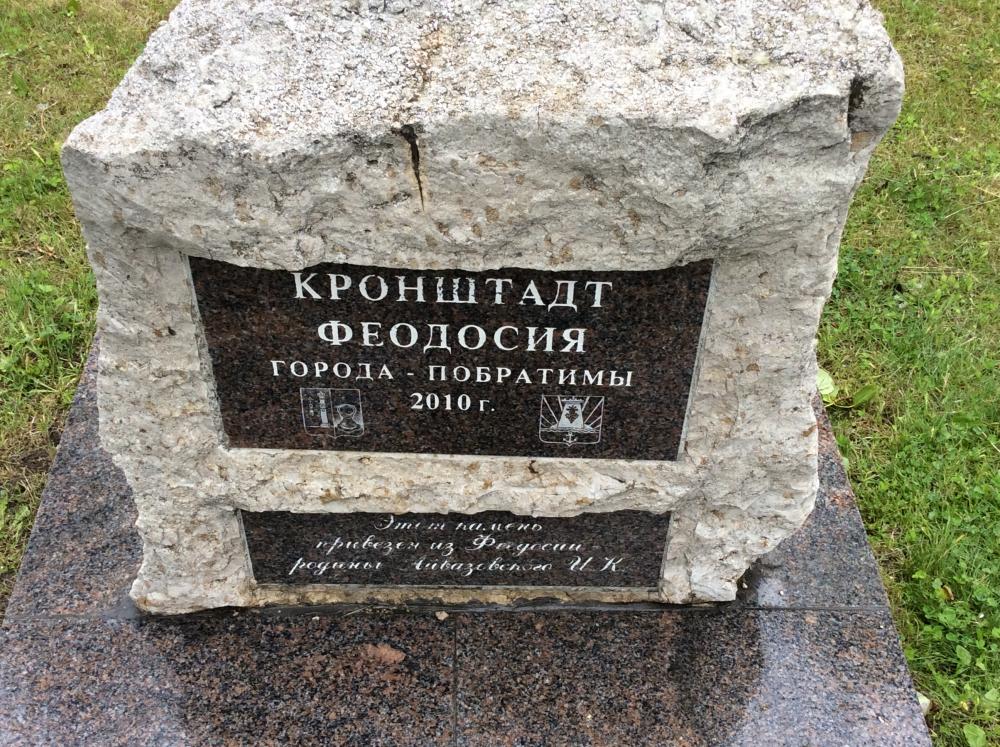 КРОНШТАДТ
ФЕОДОСИЯ
ГОРОДА - ПОБРАТИМЫ
2010 г.
Этот камень
привезен из Феодосии
родины Айвазовского И.К.